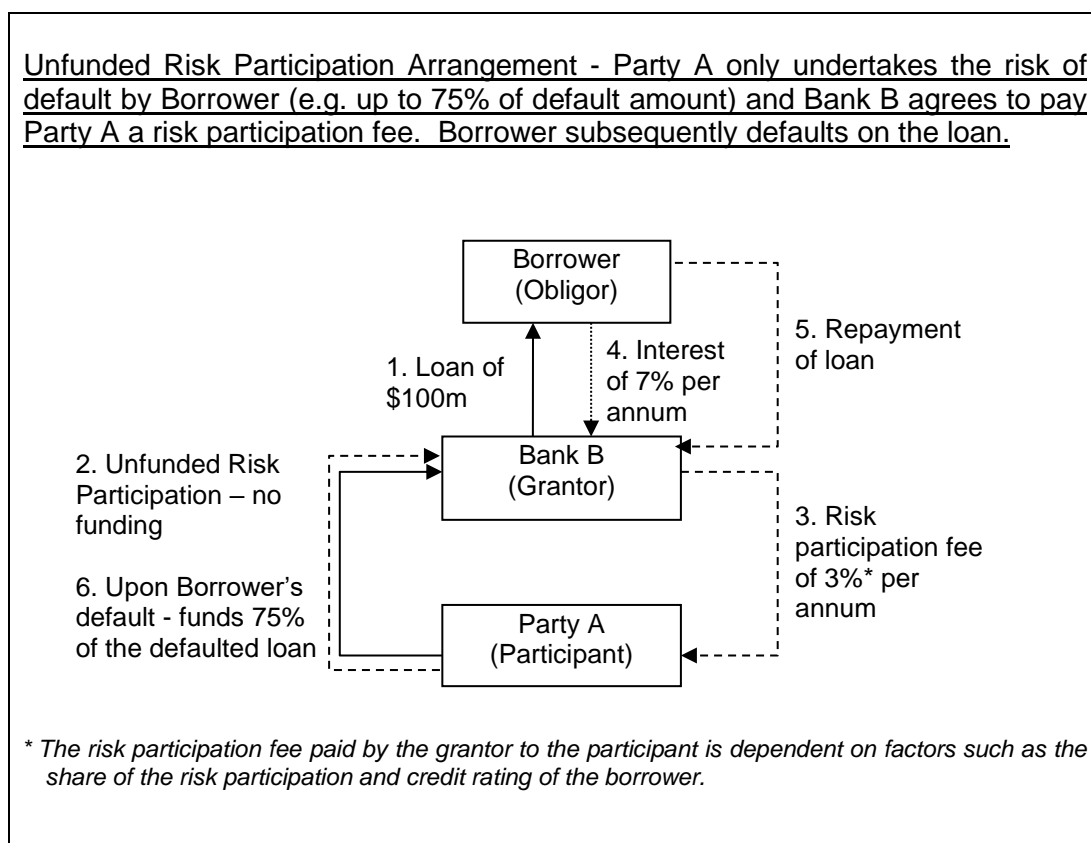 Unfunded Risk Participation Arrangement - Party A only undertakes the risk of
default by Borrower (e.g. up to 75% of default amount) and Bank B agrees to pay
Party A a risk participation fee. Borrower subsequently defaults on the loan.
Borrower
(Obligor)
1. Loan of
$100m
4. Interest
of 7% per
annum
5. Repayment
of loan
Bank B
(Grantor)
2. Unfunded Risk
Participation – no
funding
6. Upon Borrower’s
default - funds 75%
of the defaulted loan
3. Risk
participation fee
of 3%* per
annum
Party A
(Participant)
* The risk participation fee paid by the grantor to the participant is dependent on factors such as the
share of the risk participation and credit rating of the borrower.